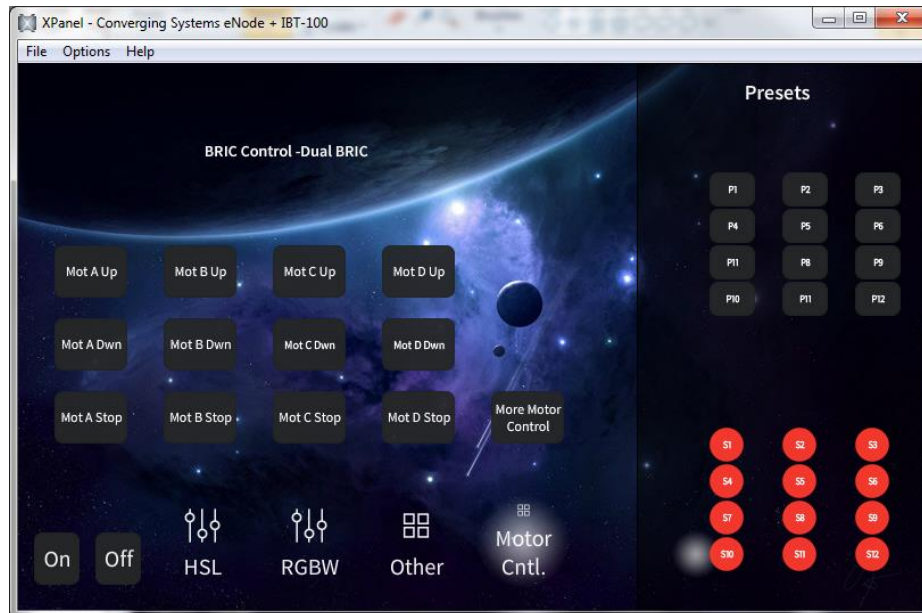 XPanel - Converging Systems eNode + IBT-100
File Options Help
Presets
BRIC Control -Dual BRIC
P1 P2 P3
P4 P5 P6
P11 P8 P9
P10 P11 P12
Mot A Up Mot B Up Mot C Up Mot D Up
Mot A Dwn Mot B Dwn Mot C Dwn Mot D Dwn
Mot A Stop Mot B Stop Mot C Stop Mot D Stop
More Motor
Control
S1 S2 S3
S4 S5 S6
S7 S8 S9
S10 S11 S12
On Off
HSL RGBW Other
Motor
Cntl.